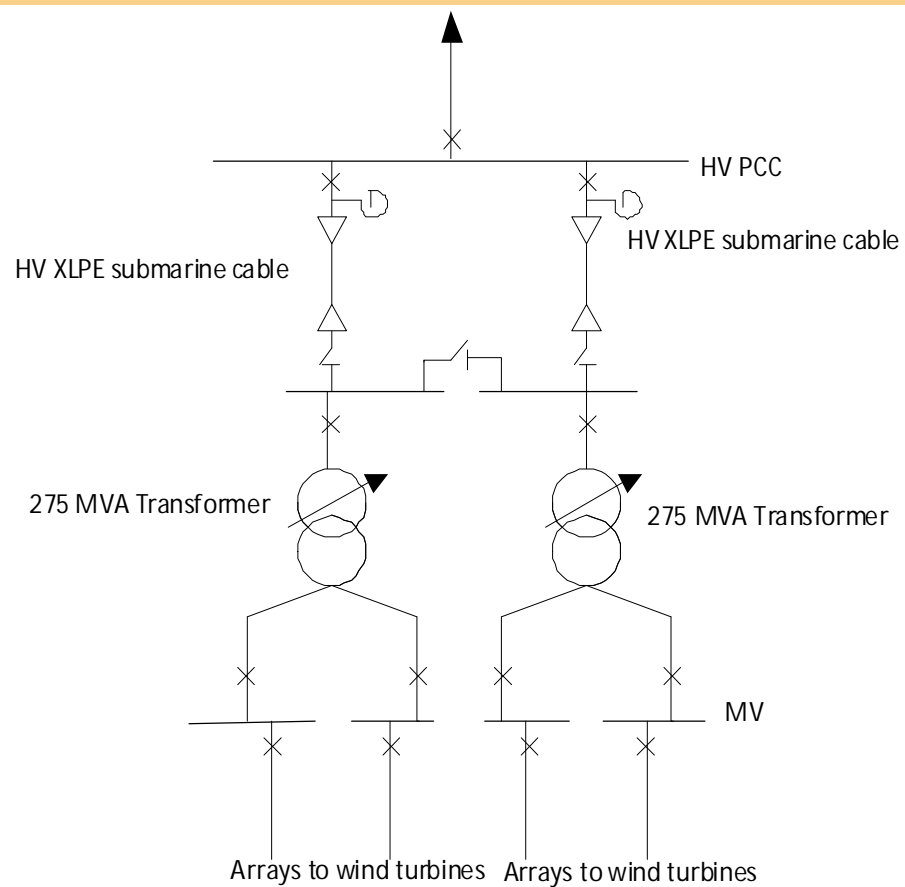 HV PCC
HV XLPE submarine cable
HV XLPE submarine cable
275 MVA Transformer
275 MVA Transformer
MV
Arrays to wind turbines
Arrays to wind turbines